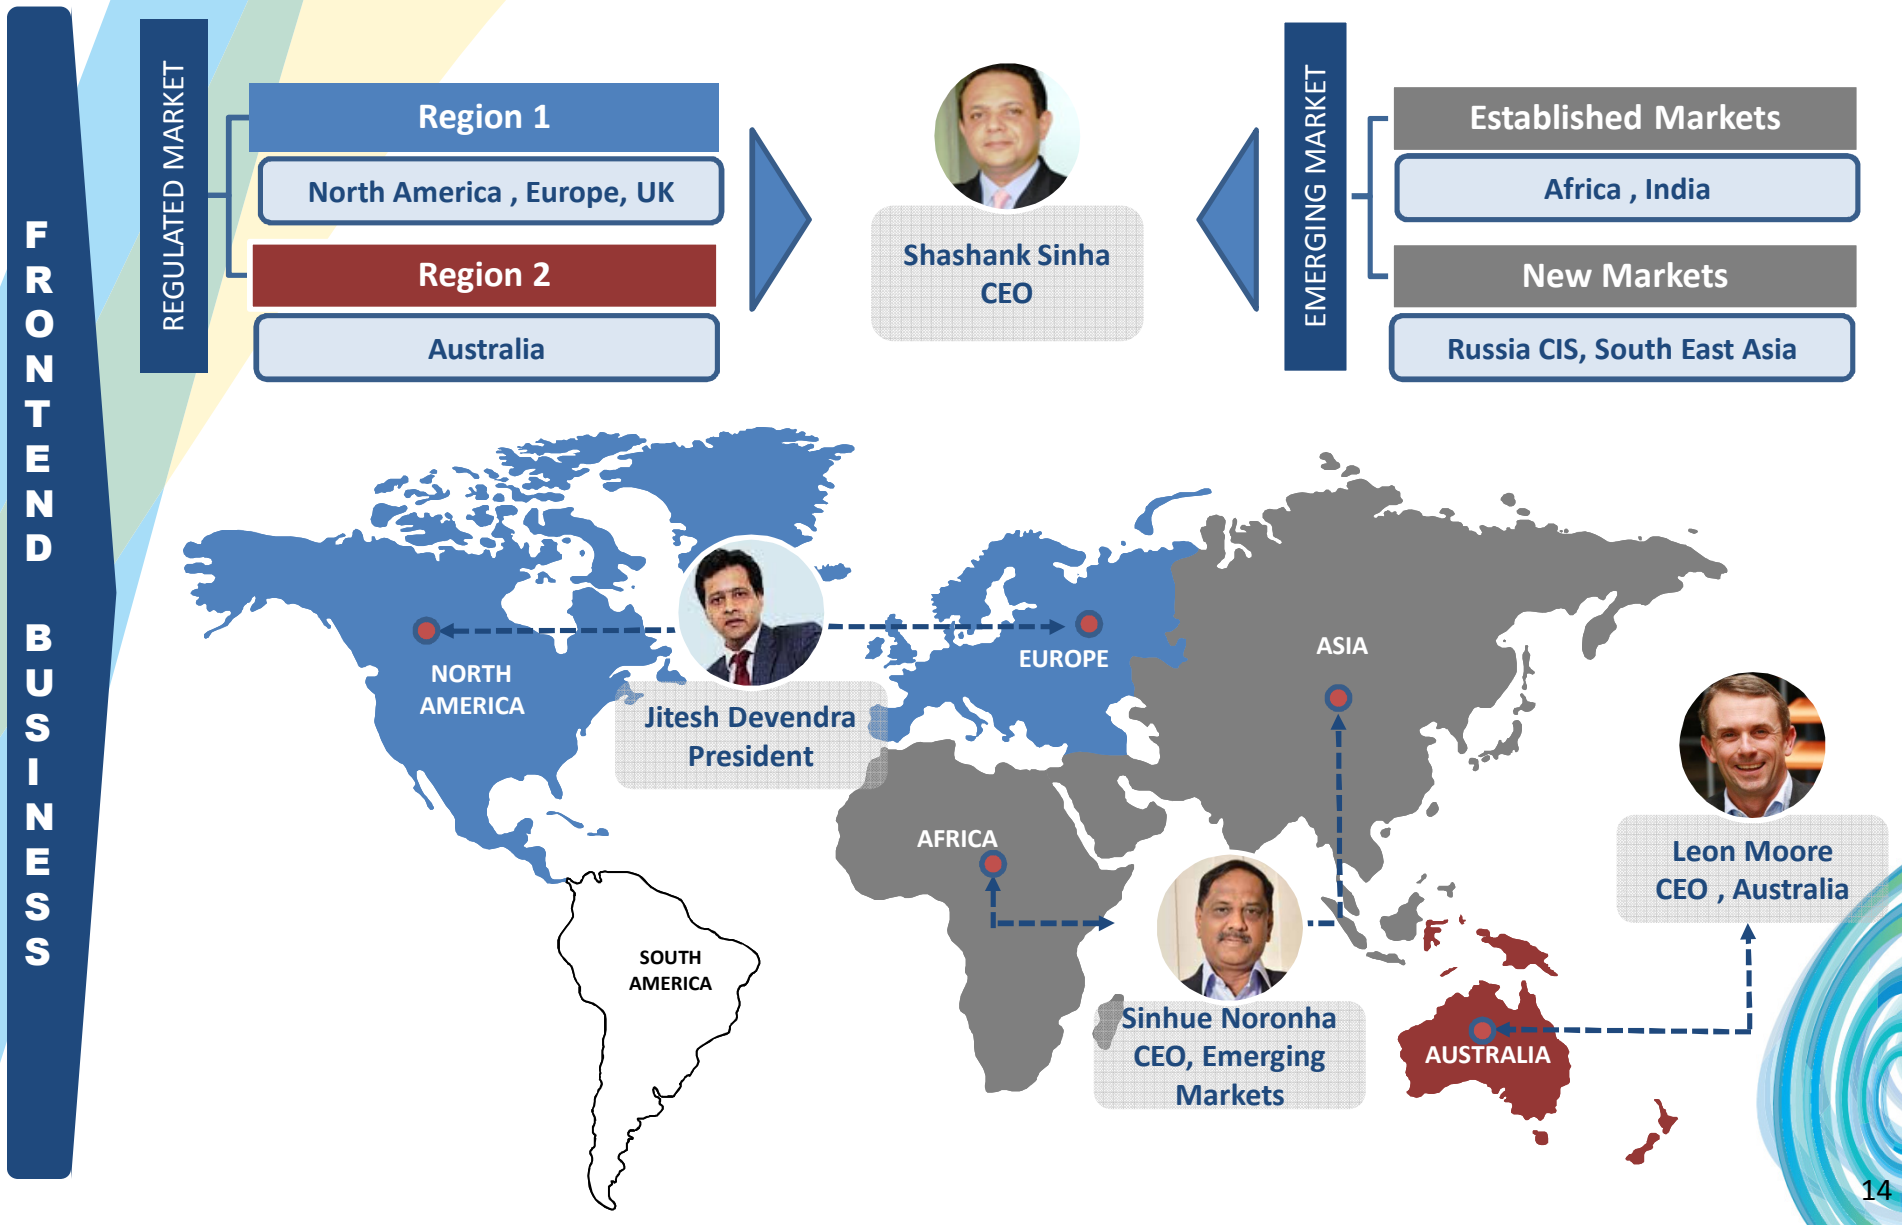 FRONTEND BUSINESS
REGULATED MARKET
Region 1
North America , Europe, UK
Region 2
Australia
Shashank Sinha
CEO
EMERGING MARKET
Established Markets
Africa , India
New Markets
Russia CIS, South East Asia
NORTH
AMERICA
Jitesh Devendra
President
EUROPE
ASIA
AFRICA
Leon Moore
CEO , Australia
SOUTH
AMERICA
Sinhue Noronha
CEO, Emerging
Markets
AUSTRALIA
14